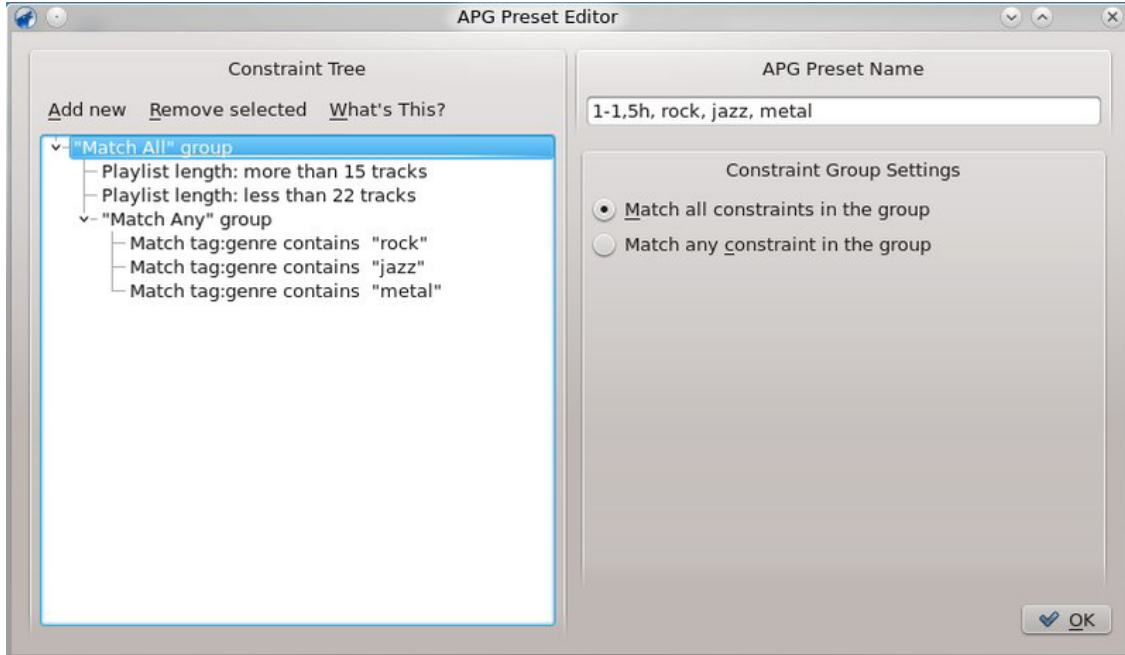 APG Preset Editor
Constraint Tree
Add new Remove selected What's This?
"Match All" group
Playlist length: more than 15 tracks
Playlist length: less than 22 tracks
"Match Any" group
Match tag:genre contains "rock"
Match tag:genre contains "jazz"
Match tag:genre contains "metal"
APG Preset Name
1-1,5h, rock, jazz, metal
Constraint Group Settings
Match all constraints in the group
Match any constraint in the group
OK